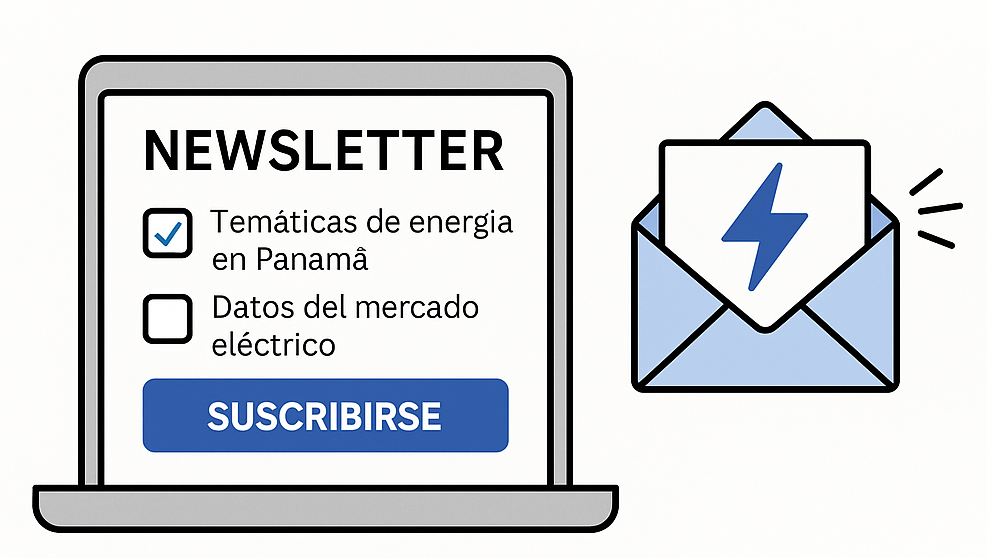 NEWSLETTER
Temáticas de energia
en Panamâ
Datos del mercado
eléctrico
SUSCRIBIRSE